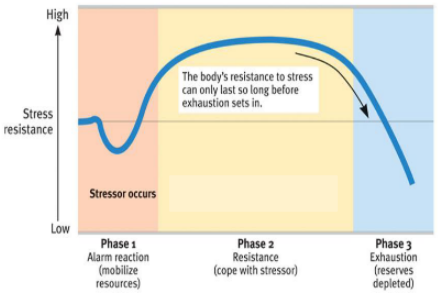 High
Stress
resistance
Low
The body's resistance to stress
can only last so long before
exhaustion sets in.
Stressor occurs
Phase 1
Alarm reaction
(mobilize
resources)
Phase 2
Resistance
(cope with stressor)
Phase 3
Exhaustion
(reserves
depleted)